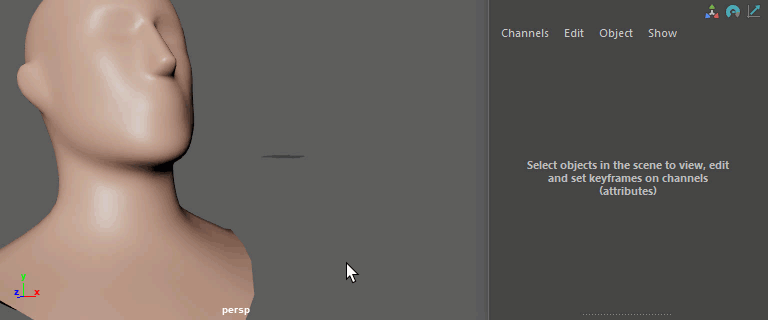 Channels Edit Object Show
Select objects in the scene to view, edit
and set keyframes on channels
(attributes)
y
z x
persp